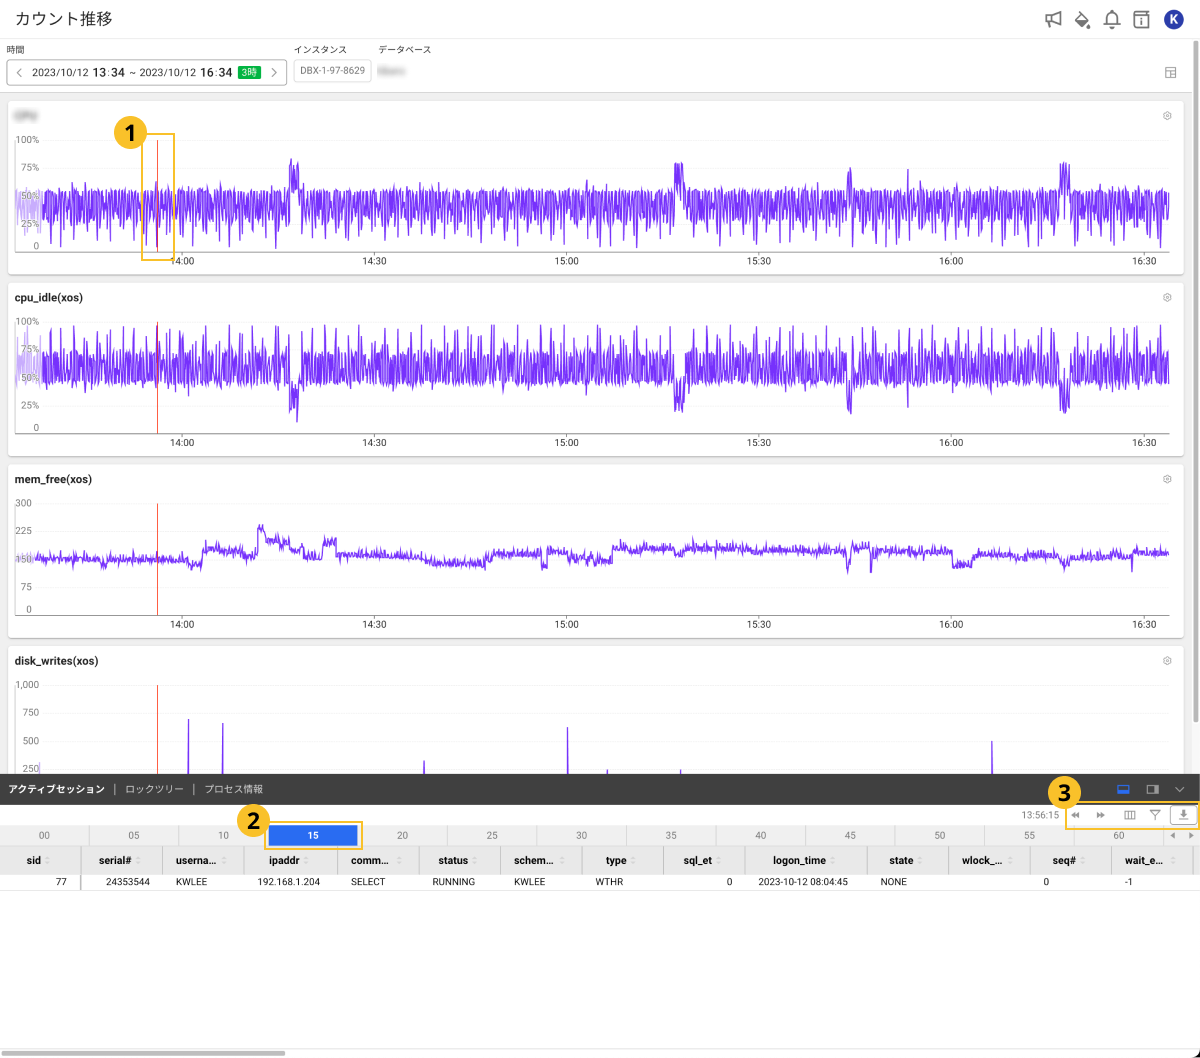 カウント推移
K
時間 インスタンス データベース
2023/10/12 13:34 ~ 2023/10/12 16:34 3時 DBX-1-97-8629
1
100%
75%
50%
25%
0
14:00 14:30 15:00 15:30 16:00 16:30
cpu_idle(xos)
100%
75%
50%
25%
0
14:00 14:30 15:00 15:30 16:00 16:30
mem_free(xos)
300
225
150
75
0
14:00 14:30 15:00 15:30 16:00 16:30
disk_writes(xos)
1,000
750
500
250
アクティブセッション | ロックツリー | プロセス情報
3
13:56:15
2
00 05 10 15 20 25 30 35 40 45 50 55 60
sid serial# userna... ipaddr comm... status schem... type sql_et logon_time state wlock_... seq# wait_e...
77 24353544 KWLEE 192.168.1.204 SELECT RUNNING KWLEE WTHR 0 2023-10-12 08:04:45 NONE 0 -1